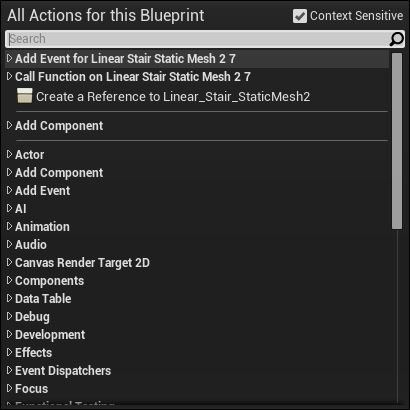 All Actions for this Blueprint
Context Sensitive
Search
Add Event for Linear Stair Static Mesh 2 7
Call Function on Linear Stair Static Mesh 2 7
Create a Reference to Linear_Stair_StaticMesh2
Add Component
Actor
Add Component
Add Event
AI
Animation
Audio
Canvas Render Target 2D
Components
Data Table
Debug
Development
Effects
Event Dispatchers
Focus
Functional Testing